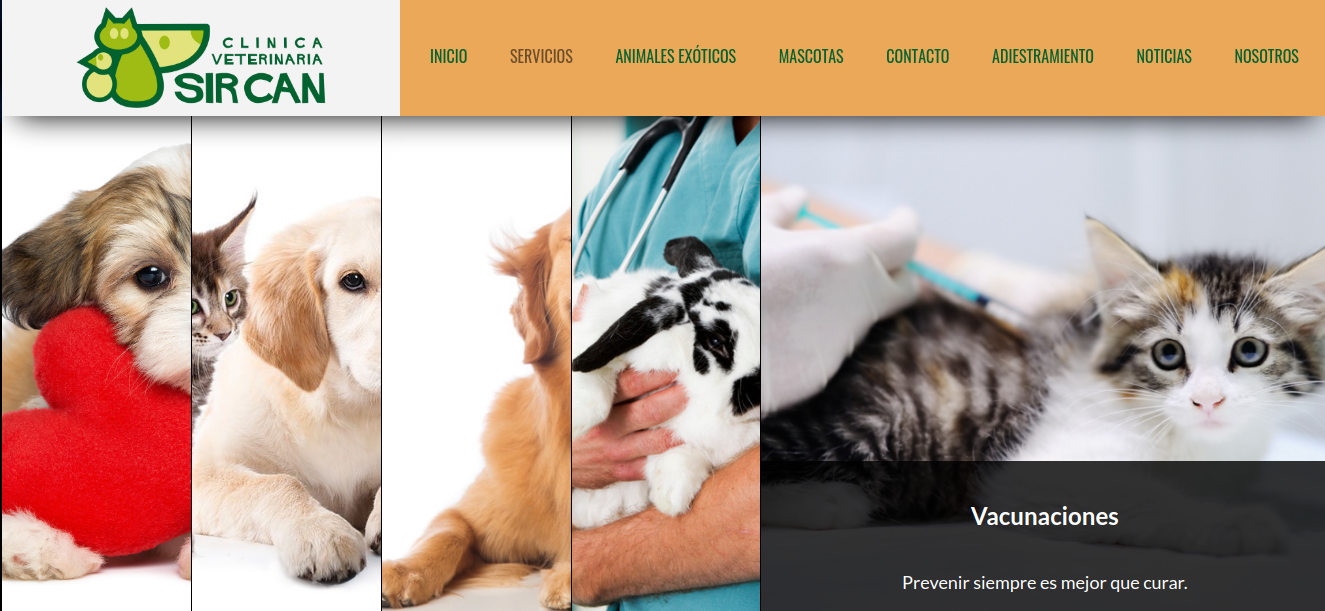 CLINICA
VETERINARIA
SIR CAN
INICIO
SERVICIOS
ANIMALES EXÓTICOS
MASCOTAS
CONTACTO
ADIESTRAMIENTO
NOTICIAS
NOSOTROS
Vacunaciones
Prevenir siempre es mejor que curar.